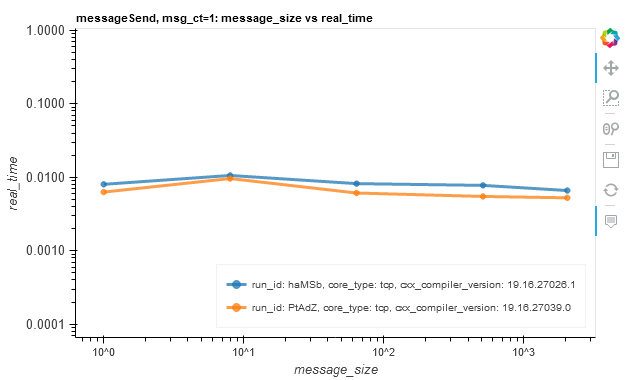 messageSend, msg_ct=1: message_size vs real_time
1.0000
0.1000
0.0100
0.0010
0.0001
real_time
run_id: haMSb, core_type: tcp, cxx_compiler_version: 19.16.27026.1
run_id: PtAdZ, core_type: tcp, cxx_compiler_version: 19.16.27039.0
10^0 10^1 10^2 10^3
message_size